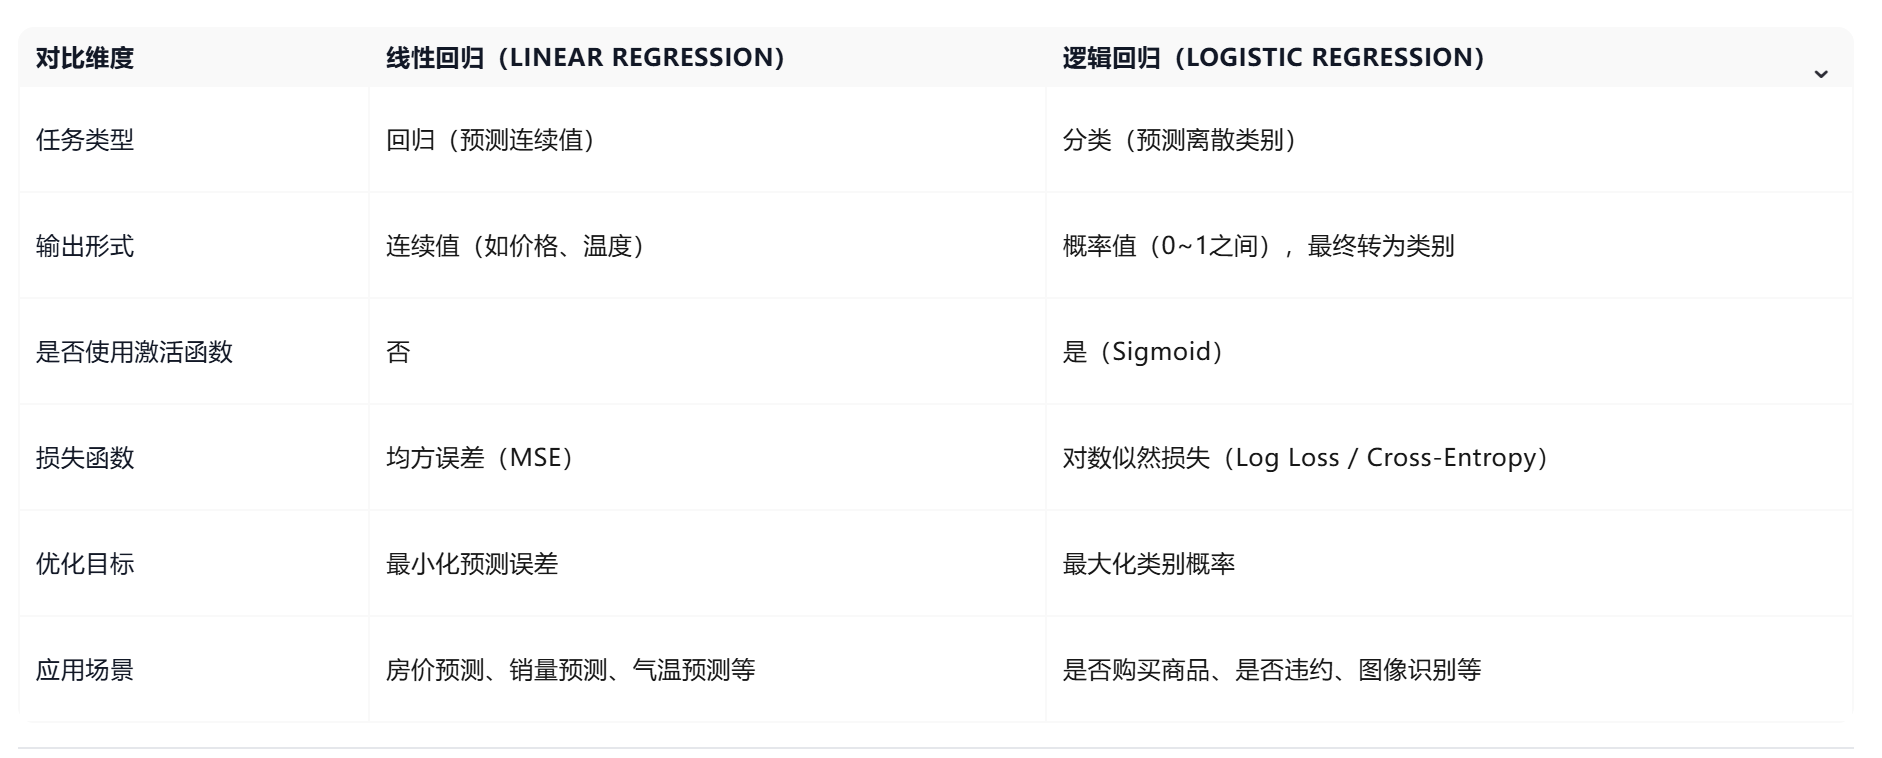 对比维度 线性回归（LINEAR REGRESSION） 逻辑回归（LOGISTIC REGRESSION）
任务类型 回归（预测连续值） 分类（预测离散类别）
输出形式 连续值（如价格、温度） 概率值（0~1之间），最终转为类别
是否使用激活函数 否 是（Sigmoid）
损失函数 均方误差（MSE） 对数似然损失（Log Loss / Cross-Entropy）
优化目标 最小化预测误差 最大化类别概率
应用场景 房价预测、销量预测、气温预测等 是否购买商品、是否违约、图像识别等